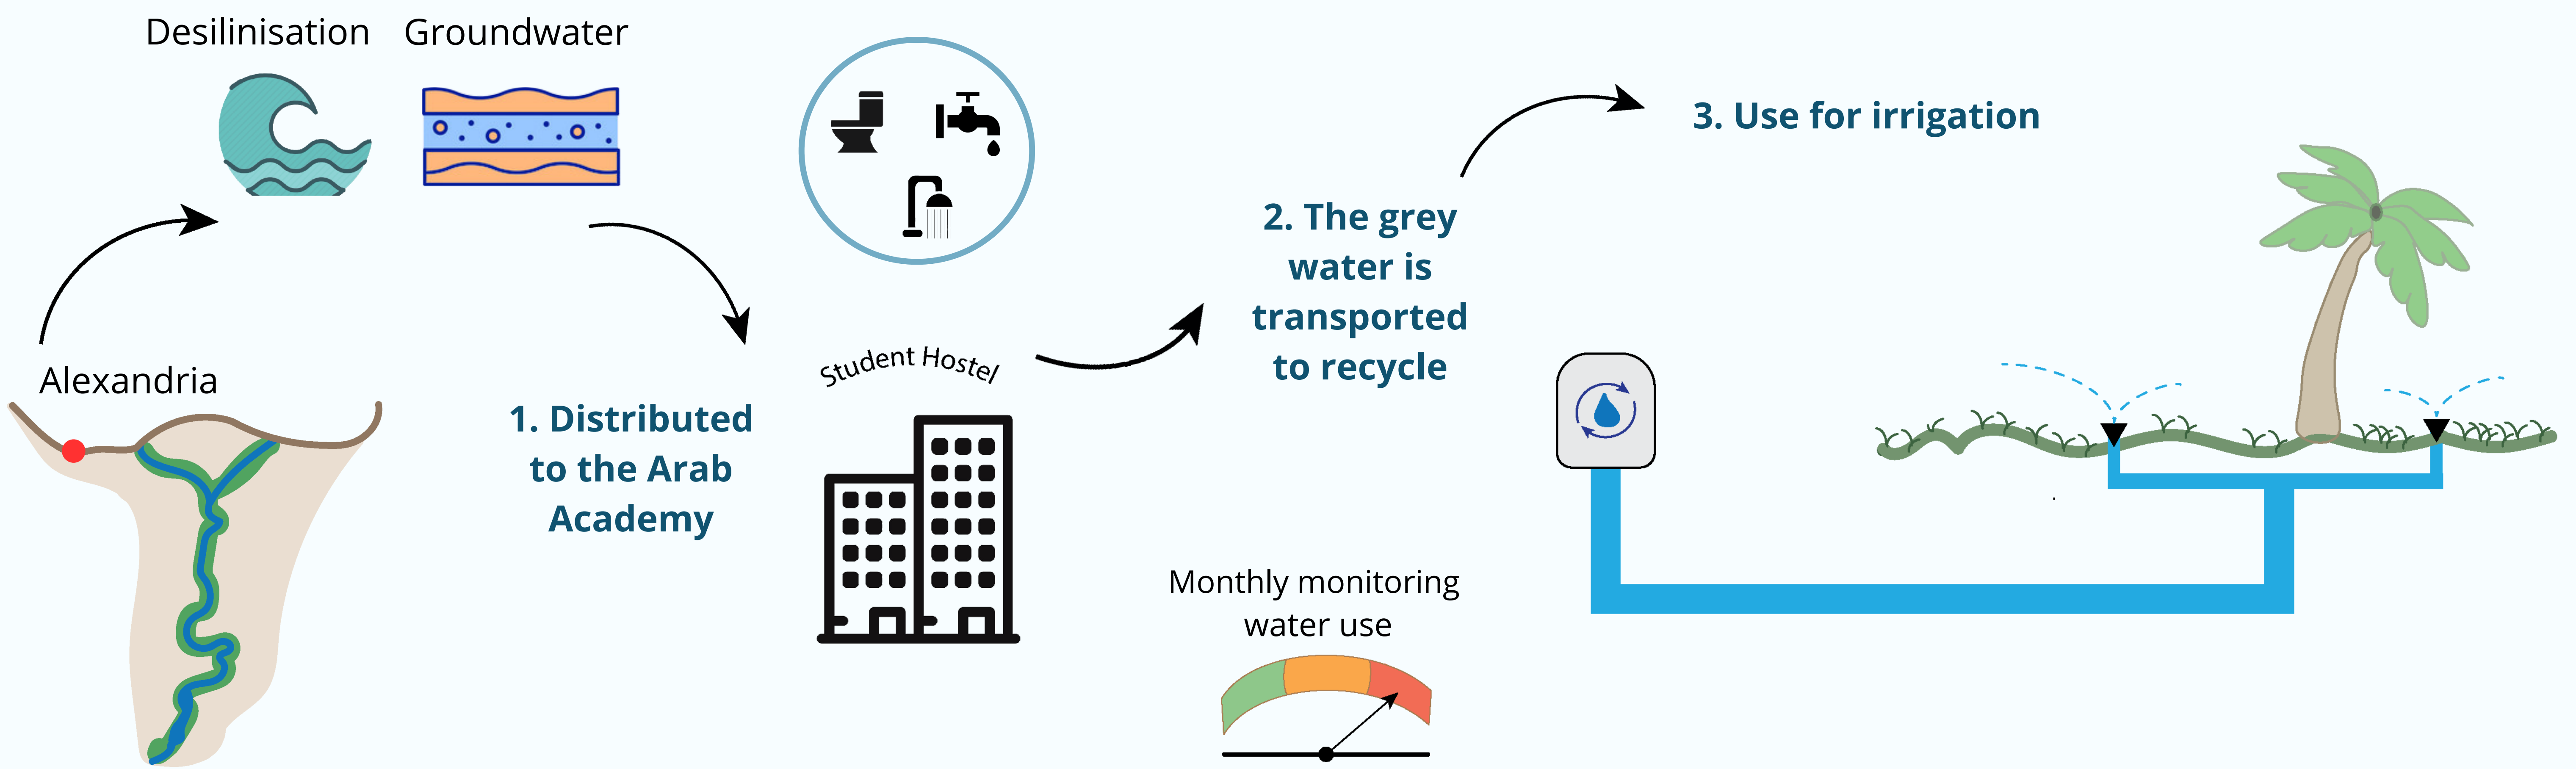 Desilinisation
Groundwater
Alexandria
1. Distributed
to the Arab
Academy
Student Hostel
2. The grey
water is
transported
to recycle
Monthly monitoring
water use
3. Use for irrigation